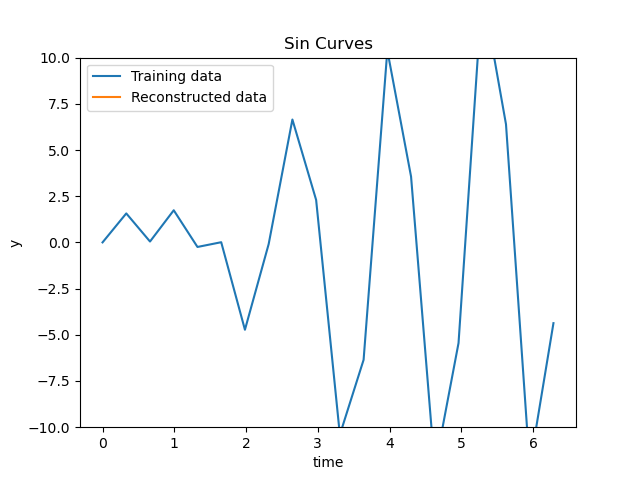 Sin Curves
Training data
Reconstructed data
10.0
7.5
5.0
2.5
0.0
−2.5
−5.0
−7.5
−10.0
y
0 1 2 3 4 5 6
time